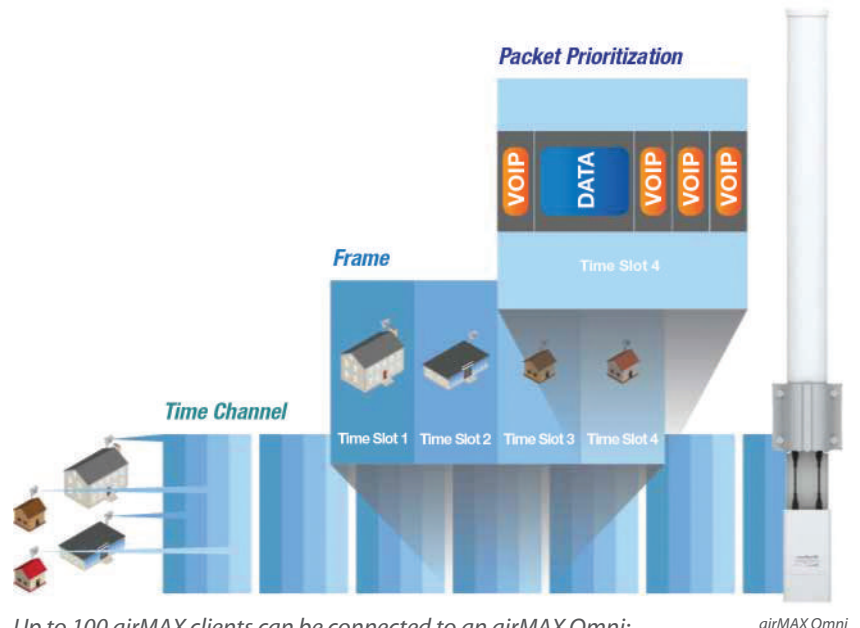 Packet Prioritization
VOIP
DATA
VOIP
VOIP
VOIP
Time Slot 4
Frame
Time Slot 1
Time Slot 2
Time Slot 3
Time Slot 4
Time Channel
Up to 100 airMAX clients can be connected to an airMAX Omni;
airMAX Omni